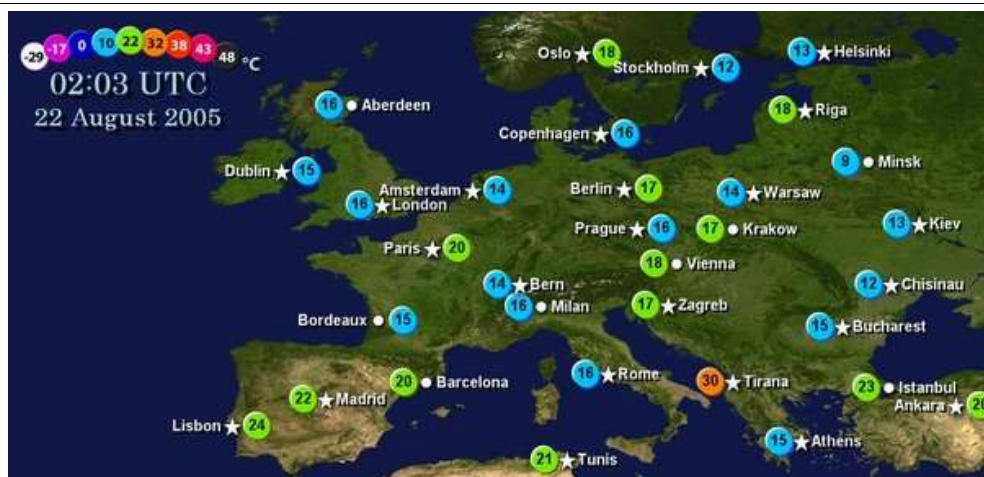 -29 -17 0 10 22 32 38 43 48 °C
02:03 UTC
22 August 2005
Oslo 18
Stockholm 12
13 Helsinki
16 Aberdeen
18 Riga
Copenhagen 16
9 Minsk
Dublin 15
Amsterdam 14
Berlin 17
14 Warsaw
16 London
13 Kiev
Prague 16
17 Krakow
Paris 20
18 Vienna
14 Bern
12 Chisinau
16 Milan
17 Zagreb
Bordeaux 15
15 Bucharest
16 Rome
30 Tirana
20 Barcelona
23 Istanbul
22 Madrid
Ankara 20
Lisbon 24
15 Athens
21 Tunis